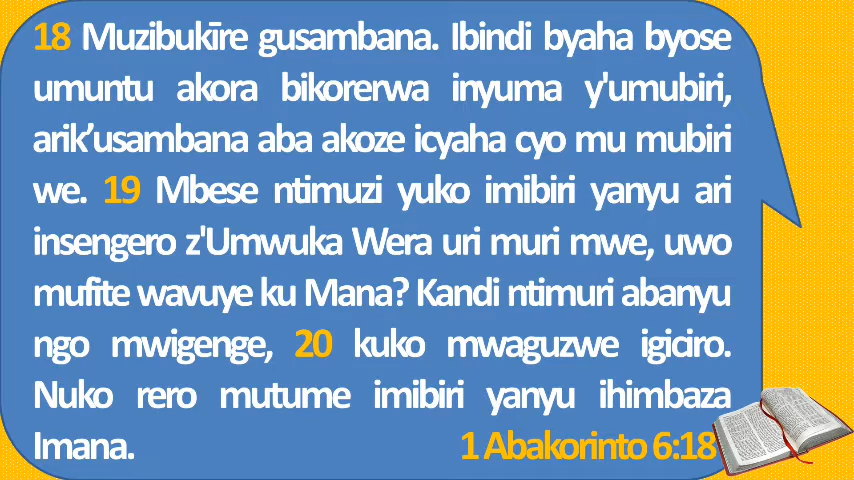 18 Muzibukīre gusambana. Ibindi byaha byose
umuntu akora bikorerwa inyuma y'umubiri,
arik’usambana aba akoze icyaha cyo mu mubiri
we. 19 Mbese ntimuzi yuko imibiri yanyu ari
insengero z'Umwuka Wera uri muri mwe, uwo
mufite wavuye ku Mana? Kandi ntimuri abanyu
ngo mwigenge, 20 kuko mwaguzwe igiciro.
Nuko rero mutume imibiri yanyu ihimbaza
Imana. 1 Abakorinto 6:18